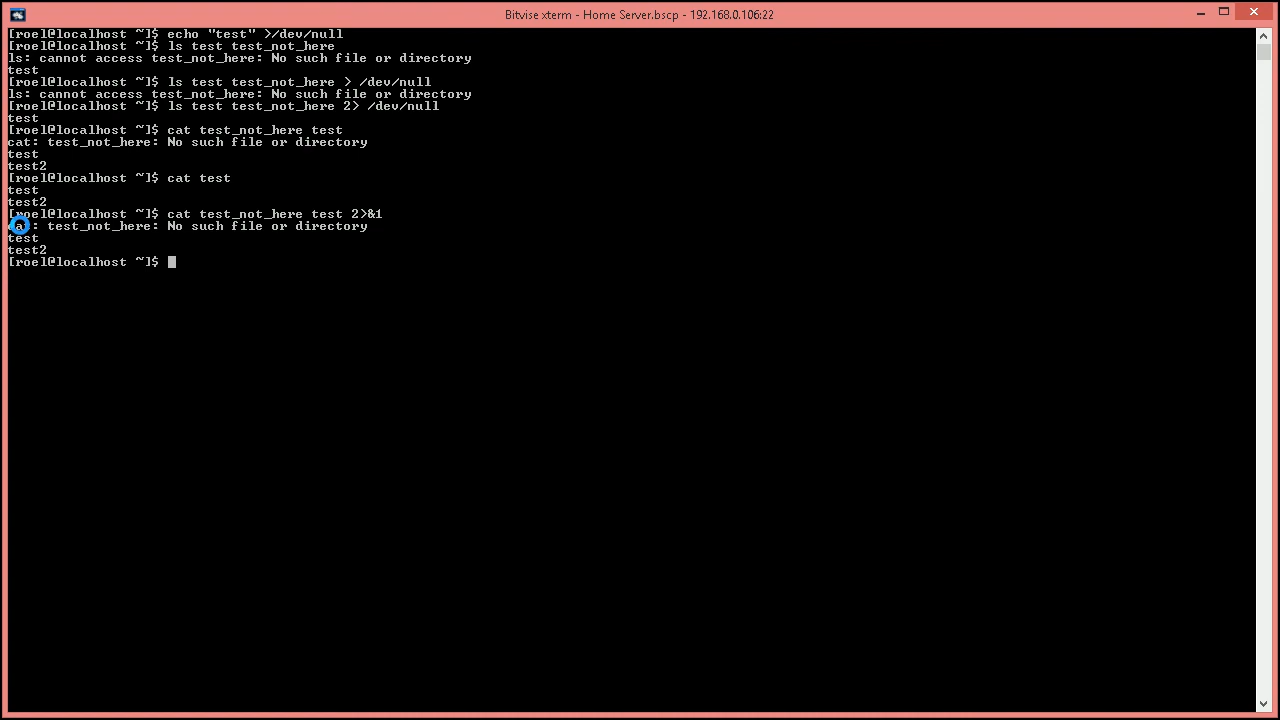 Bitvise xterm - Home Server.bscp - 192.168.0.106:22
[roel@localhost ~]$ echo "test" >/dev/null
[roel@localhost ~]$ ls test test_not_here
ls: cannot access test_not_here: No such file or directory
test
[roel@localhost ~]$ ls test test_not_here > /dev/null
ls: cannot access test_not_here: No such file or directory
[roel@localhost ~]$ ls test test_not_here 2> /dev/null
test
[roel@localhost ~]$ cat test_not_here test
cat: test_not_here: No such file or directory
test
test2
[roel@localhost ~]$ cat test
test
test2
[roel@localhost ~]$ cat test_not_here test 2>&1
cat: test_not_here: No such file or directory
test
test2
[roel@localhost ~]$